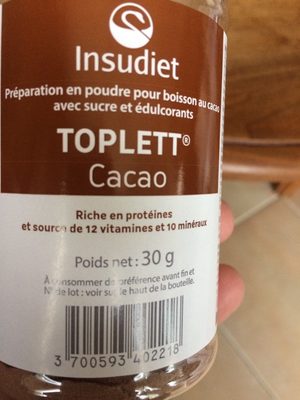 Insudiet
Préparation en poudre pour boisson au cacao
avec sucre et édulcorants
TOPLETT®
Cacao
Riche en protéines
et source de 12 vitamines et 10 minéraux
Poids net : 30 g
À consommer de préférence avant fin et
N° de lot : voir sur le haut de la bouteille.
3 700593 402218